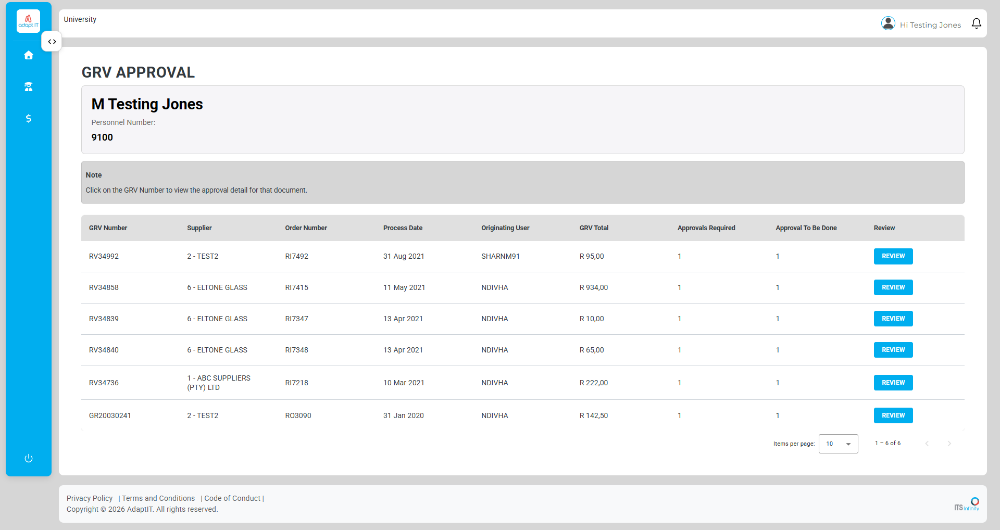 adapt IT
University
Hi Testing Jones
GRV APPROVAL
M Testing Jones
Personnel Number:
9100
Note
Click on the GRV Number to view the approval detail for that document.
GRV Number Supplier Order Number Process Date Originating User GRV Total Approvals Required Approval To Be Done Review
RV34992 2 - TEST2 RI7492 31 Aug 2021 SHARNM91 R 95,00 1 1 REVIEW
RV34858 6 - ELTONE GLASS RI7415 11 May 2021 NDIVHA R 934,00 1 1 REVIEW
RV34839 6 - ELTONE GLASS RI7347 13 Apr 2021 NDIVHA R 10,00 1 1 REVIEW
RV34840 6 - ELTONE GLASS RI7348 13 Apr 2021 NDIVHA R 65,00 1 1 REVIEW
RV34736 1 - ABC SUPPLIERS (PTY) LTD RI7218 10 Mar 2021 NDIVHA R 222,00 1 1 REVIEW
GR20030241 2 - TEST2 RO3090 31 Jan 2020 NDIVHA R 142,50 1 1 REVIEW
Items per page: 10 1 – 6 of 6
Privacy Policy | Terms and Conditions | Code of Conduct |
Copyright © 2026 AdaptIT. All rights reserved.
ITS Infinity